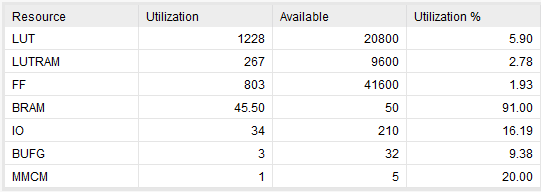 Resource Utilization Available Utilization %
LUT 1228 20800 5.90
LUTRAM 267 9600 2.78
FF 803 41600 1.93
BRAM 45.50 50 91.00
IO 34 210 16.19
BUFG 3 32 9.38
MMCM 1 5 20.00